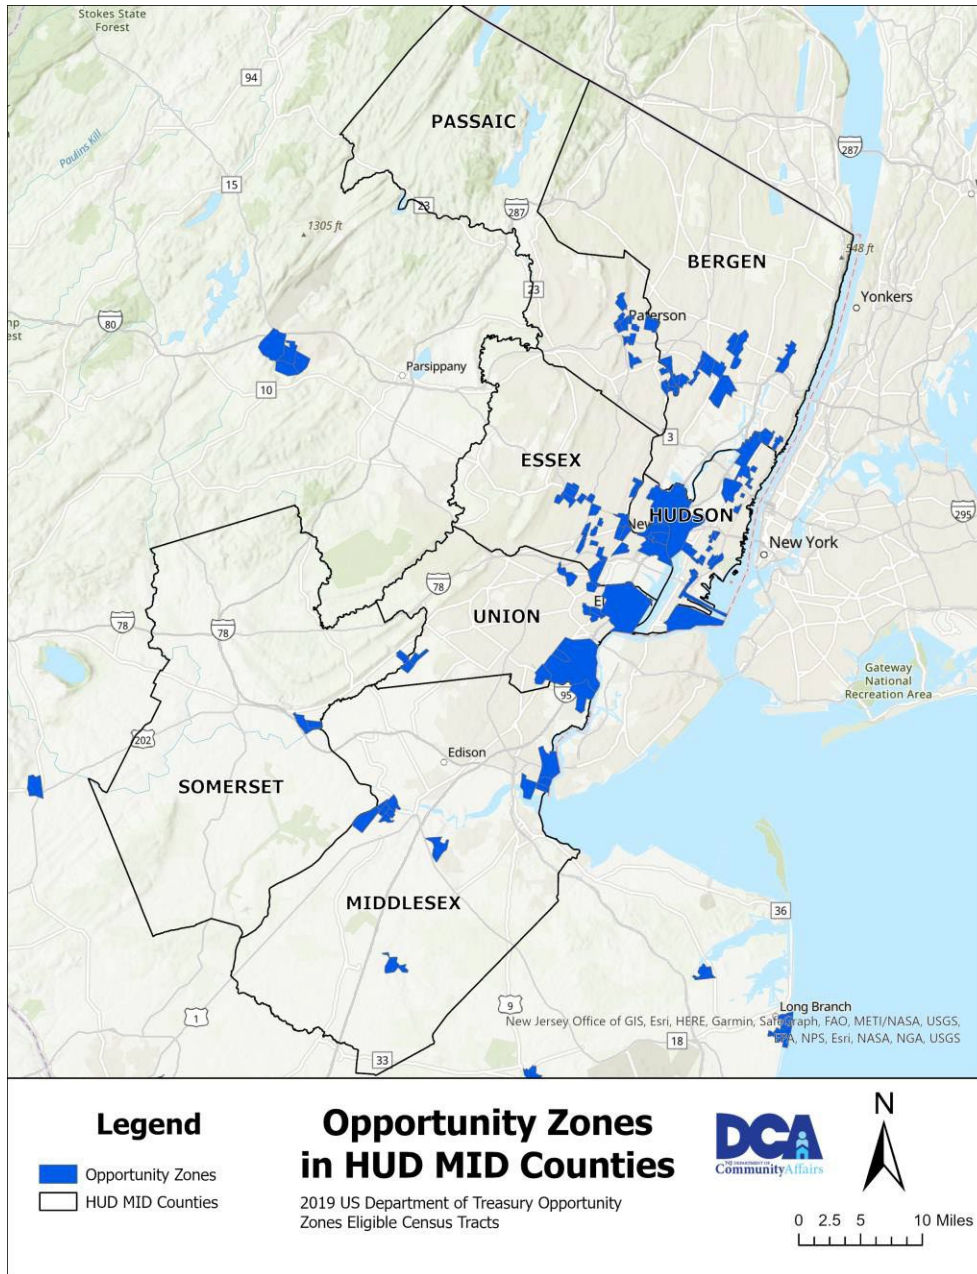 Stokes State
Forest
94
PASSAIC
287
Paulins Kill
15
23
1305 ft
287
548 ft
BERGEN
23
Yonkers
80
Paterson
Parsippany
10
3
ESSEX
HUDSON
295
New York
78
UNION
78
78
Gateway
National
Recreation Area
95
202
Edison
SOMERSET
MIDDLESEX
36
9
Long Branch
1
New Jersey Office of GIS, Esri, HERE, Garmin, SafeGraph, FAO, METI/NASA, USGS,
EPA, NPS, Esri, NASA, NGA, USGS
18
33
Legend
Opportunity Zones
HUD MID Counties
Opportunity Zones
in HUD MID Counties
2019 US Department of Treasury Opportunity
Zones Eligible Census Tracts
DCA
NJ DEPARTMENT OF
Community Affairs
N
0 2.5 5 10 Miles